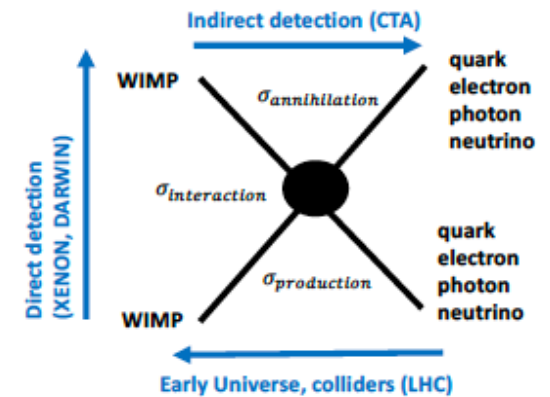 Indirect detection (CTA)
WIMP
quark
electron
photon
neutrino
σannihilation
Direct detection
(XENON, DARWIN)
σinteraction
σproduction
WIMP
quark
electron
photon
neutrino
Early Universe, colliders (LHC)